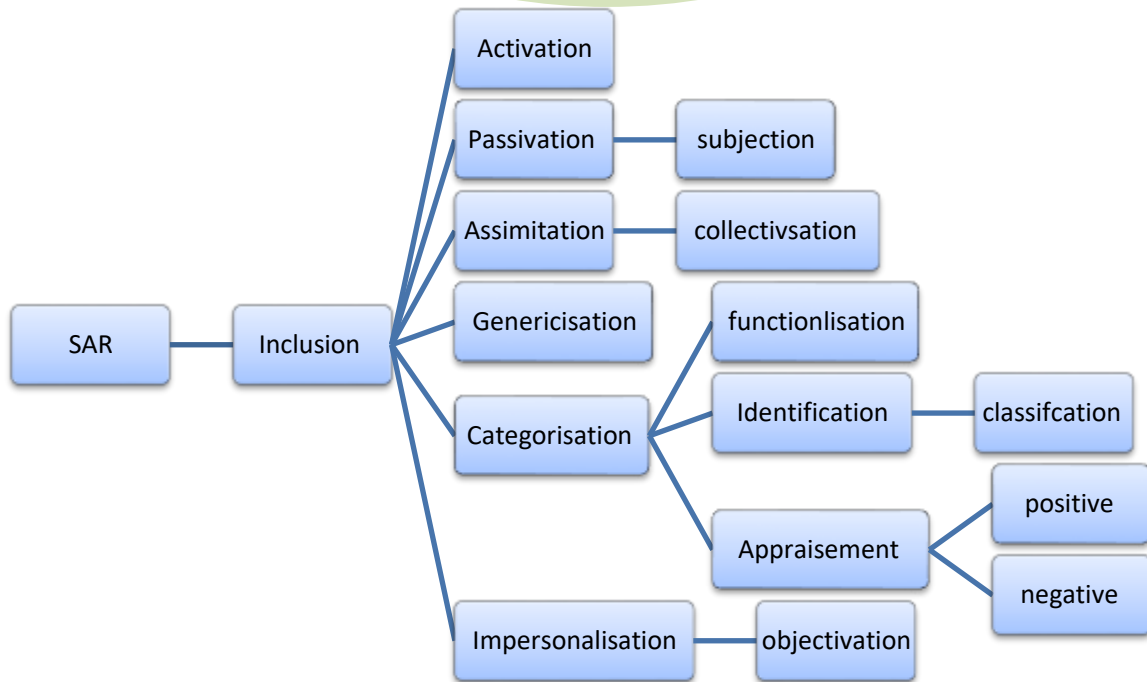 Activation
Passivation
subjection
Assimitation
collectivsation
SAR
Inclusion
Genericisation
functionlisation
Categorisation
Identification
classifcation
Appraisement
positive
negative
Impersonalisation
objectivation